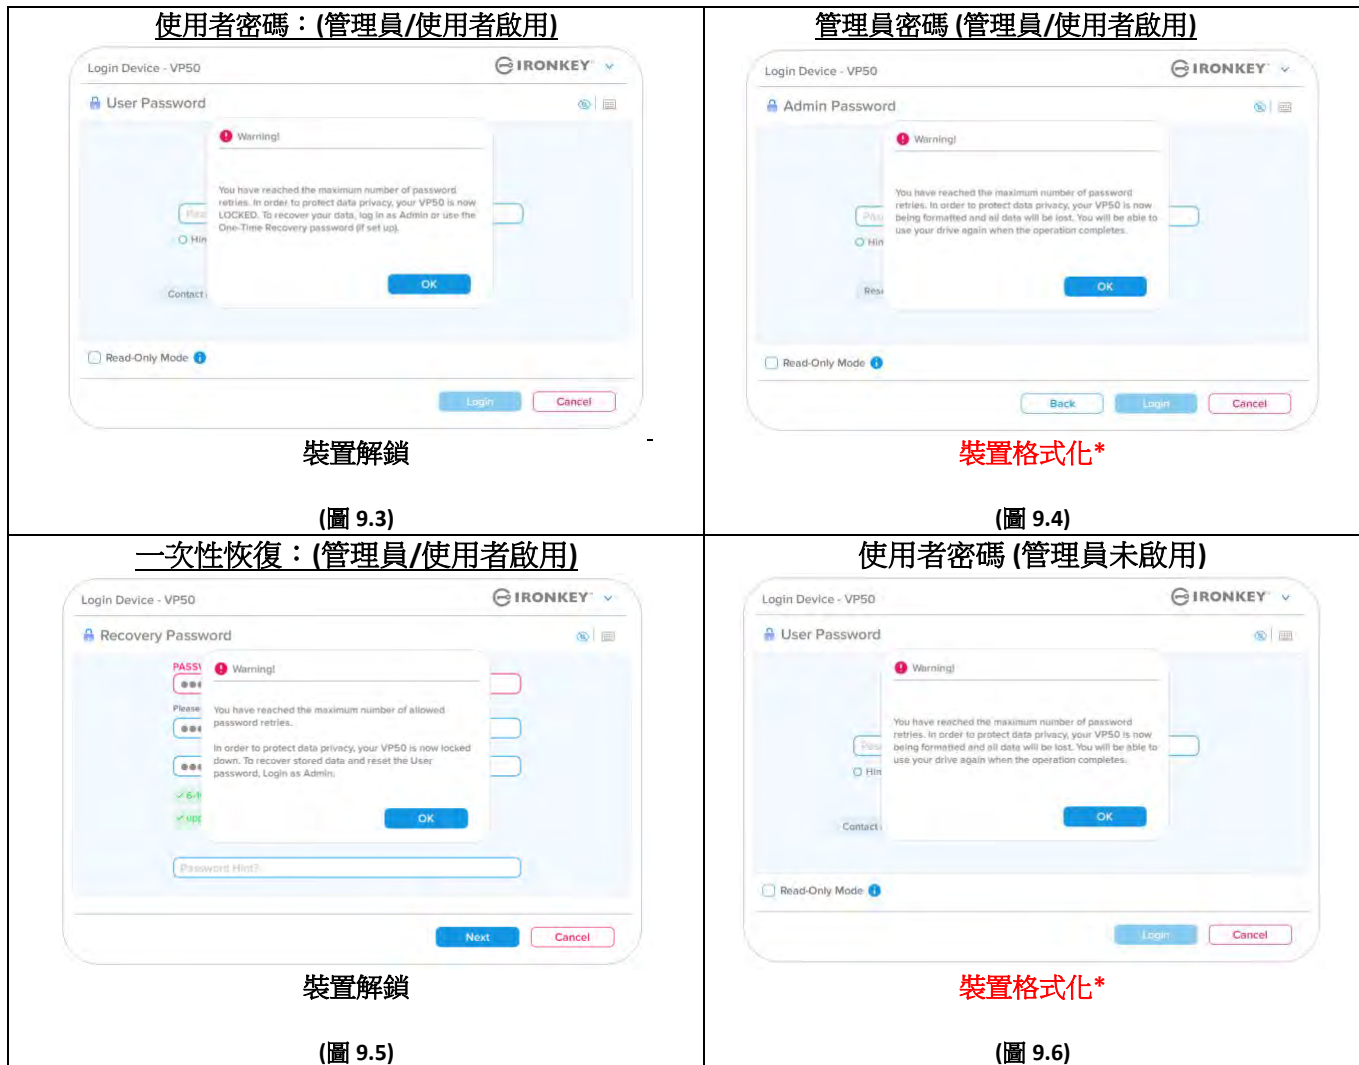 使用者密碼：(管理員/使用者啟用)
Login Device - VP50
IRONKEY
User Password
Warning!
You have reached the maximum number of password
retries. In order to protect data privacy, your VP50 is now
LOCKED. To recover your data, log in as Admin or use the
One-Time Recovery password (if set up).
Hin
OK
Contact
Read-Only Mode
Login
Cancel
裝置解鎖
(圖 9.3)
管理員密碼 (管理員/使用者啟用)
Login Device - VP50
IRONKEY
Admin Password
Warning!
You have reached the maximum number of password
retries. In order to protect data privacy, your VP50 is now
being formatted and all data will be lost. You will be able to
use your drive again when the operation completes.
Hin
OK
Rese
Read-Only Mode
Back
Login
Cancel
裝置格式化*
(圖 9.4)
一次性恢復：(管理員/使用者啟用)
Login Device - VP50
IRONKEY
Recovery Password
PASSW
Warning!
Please
You have reached the maximum number of allowed
password retries.
In order to protect data privacy, your VP50 is now locked
down. To recover stored data and reset the User
password, Login as Admin.
6-1
upp
OK
Password Hint?
Next
Cancel
裝置解鎖
(圖 9.5)
使用者密碼 (管理員未啟用)
Login Device - VP50
IRONKEY
User Password
Warning!
You have reached the maximum number of password
retries. In order to protect data privacy, your VP50 is now
being formatted and all data will be lost. You will be able to
use your drive again when the operation completes.
Hin
OK
Contact
Read-Only Mode
Login
Cancel
裝置格式化*
(圖 9.6)